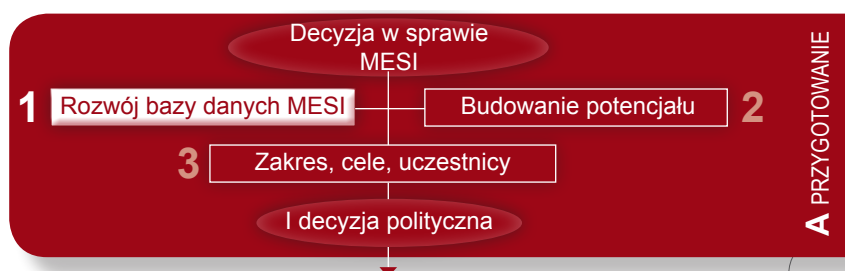 Decyzja w sprawie
MESI
1 Rozwój bazy danych MESI
Budowanie potencjału 2
3 Zakres, cele, uczestnicy
I decyzja polityczna
A PRZYGOTOWANIE